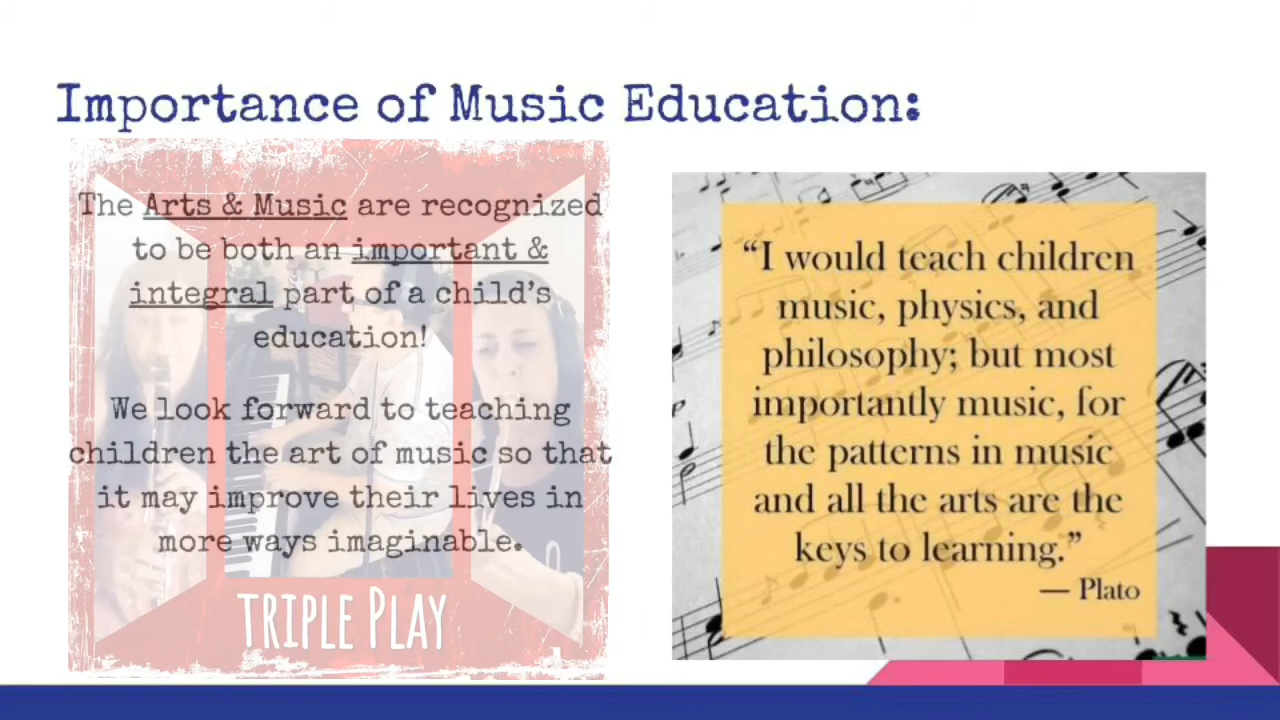 Importance of Music Education:
The Arts & Music are recognized
to be both an important &
integral part of a child's
education!
We look forward to teaching
children the art of music so that
it may improve their lives in
more ways imaginable.
TRIPLE PLAY
“I would teach children
music, physics, and
philosophy; but most
importantly music, for
the patterns in music
and all the arts are the
keys to learning.”
— Plato